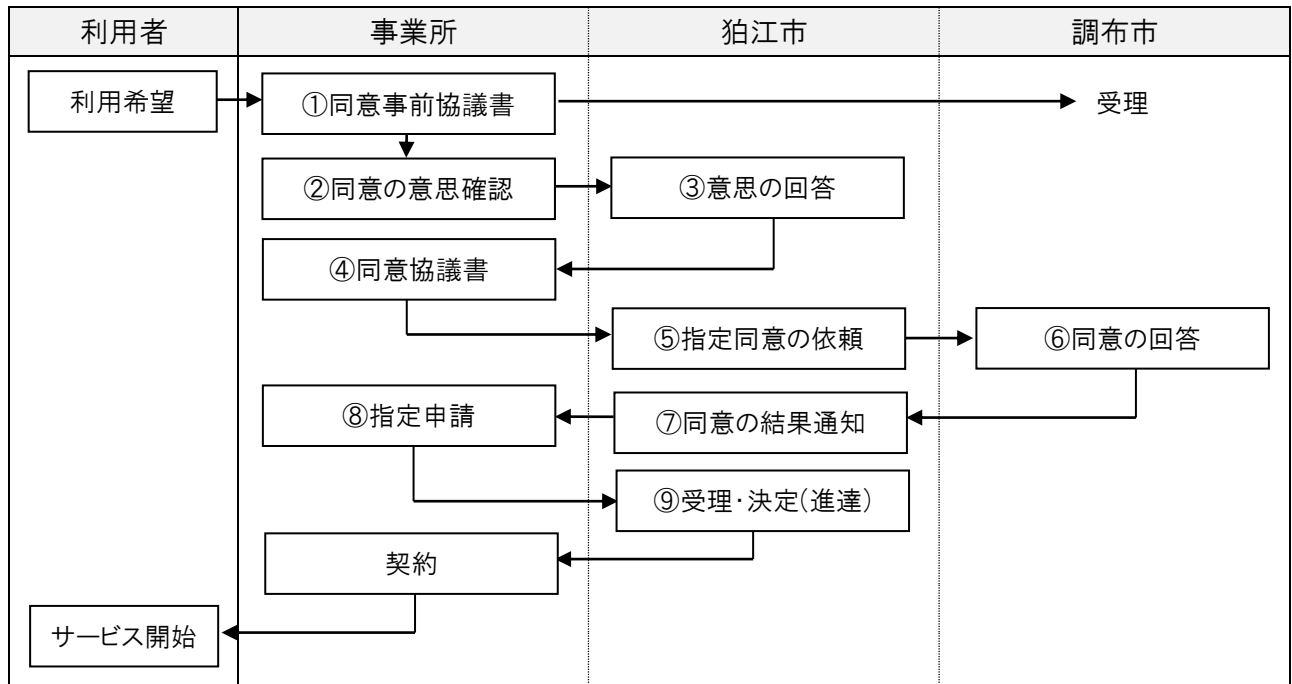 利用者
事業所
狛江市
調布市
利用希望
①同意事前協議書
受理
②同意の意思確認
③意思の回答
④同意協議書
⑤指定同意の依頼
⑥同意の回答
⑧指定申請
⑦同意の結果通知
⑨受理・決定(進達)
契約
サービス開始